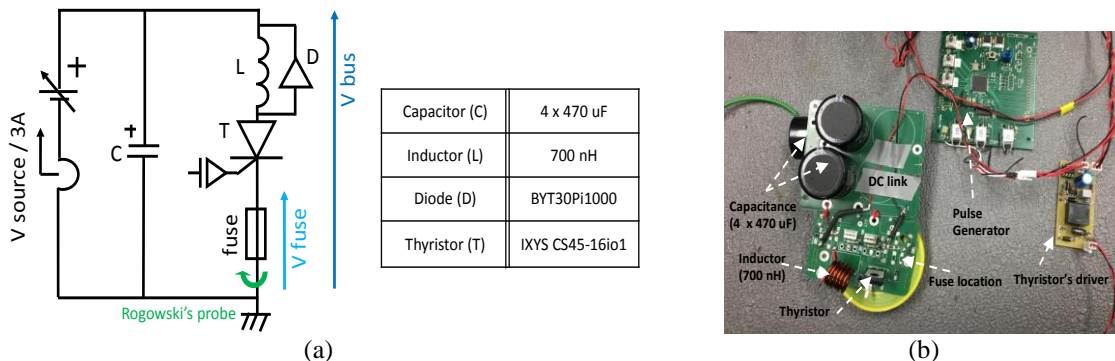 V source / 3A
+
+
C
L
D
T
fuse
V fuse
V bus
Rogowski's probe
Capacitor (C) 4 x 470 uF
Inductor (L) 700 nH
Diode (D) BYT30Pi1000
Thyristor (T) IXYS CS45-16io1
(a)
DC link
Capacitance
(4 x 470 uF)
Pulse
Generator
Inductor
(700 nH)
Fuse location
Thyristor's driver
Thyristor
(b)